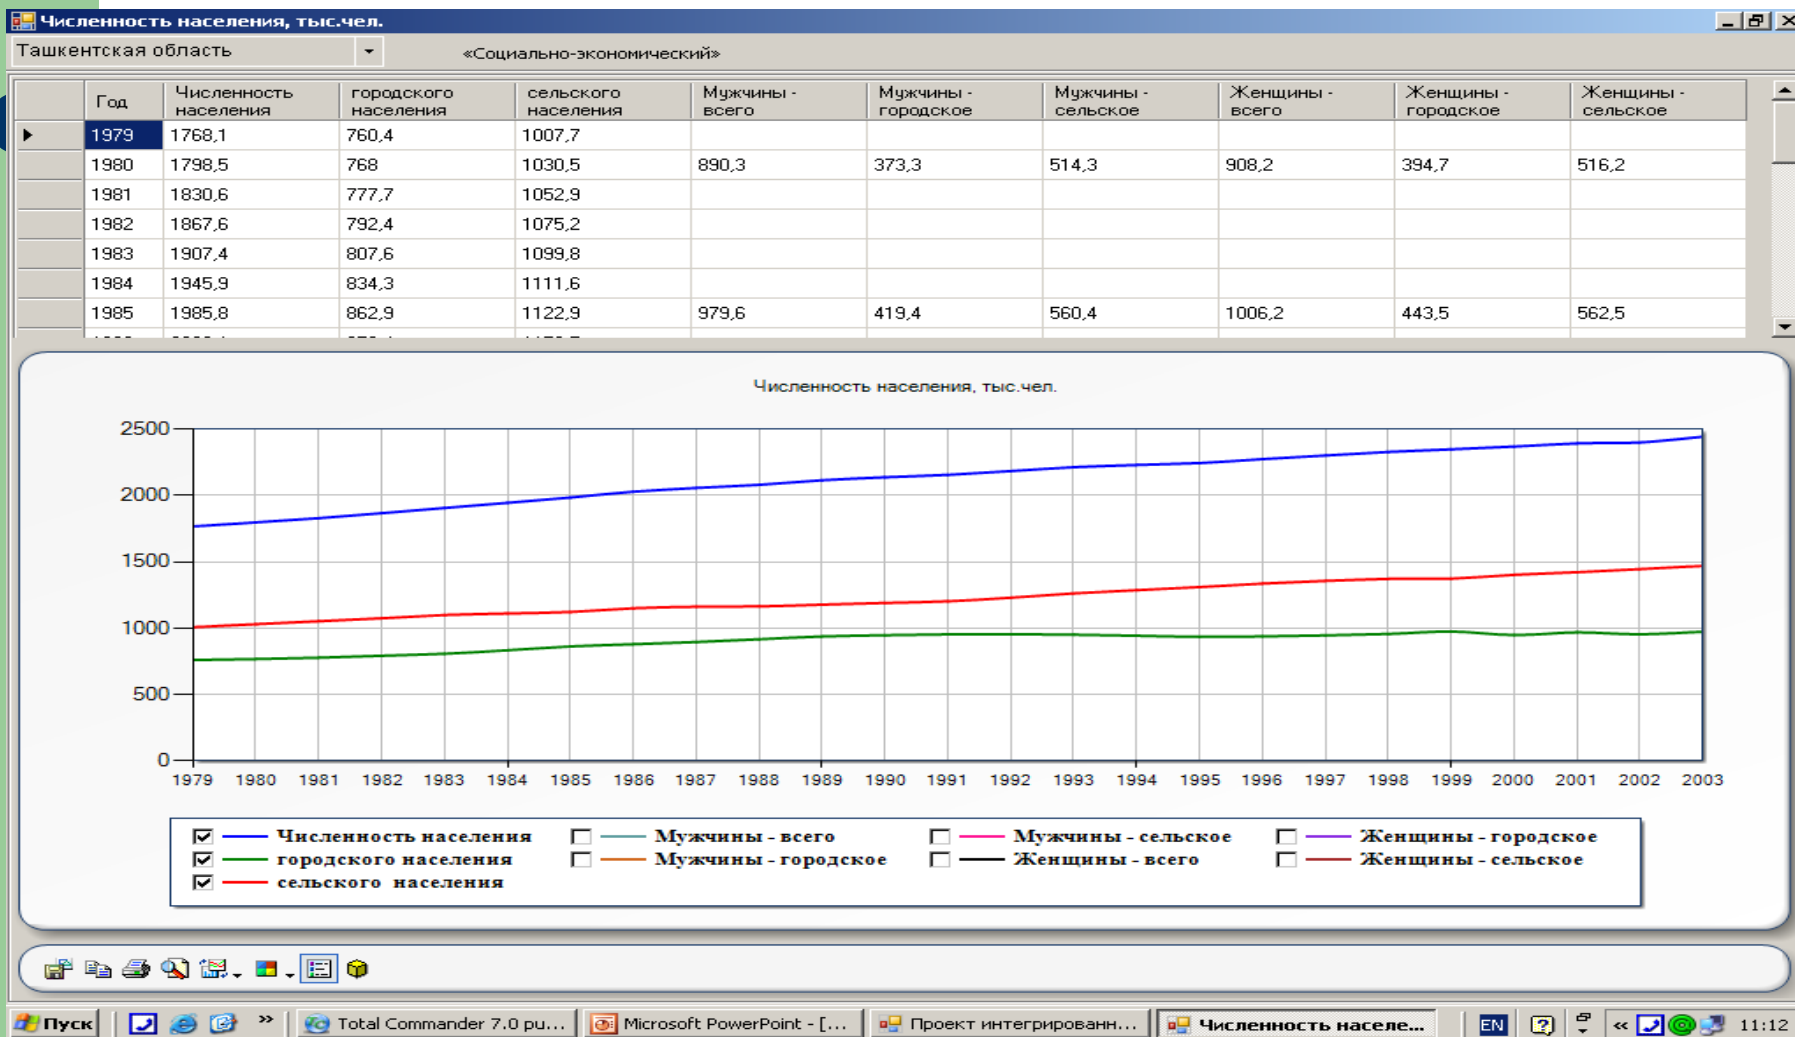 Численность населения, тыс.чел.
Ташкентская область «Социально-экономический»
Год Численность населения городского населения сельского населения Мужчины - всего Мужчины - городское Мужчины - сельское Женщины - всего Женщины - городское Женщины - сельское
1979 1768,1 760,4 1007,7
1980 1798,5 768 1030,5 890,3 373,3 514,3 908,2 394,7 516,2
1981 1830,6 777,7 1052,9
1982 1867,6 792,4 1075,2
1983 1907,4 807,6 1099,8
1984 1945,9 834,3 1111,6
1985 1985,8 862,9 1122,9 979,6 419,4 560,4 1006,2 443,5 562,5
Численность населения, тыс.чел.
2500
2000
1500
1000
500
0
1979 1980 1981 1982 1983 1984 1985 1986 1987 1988 1989 1990 1991 1992 1993 1994 1995 1996 1997 1998 1999 2000 2001 2002 2003
Численность населения Мужчины - всего Мужчины - сельское Женщины - городское
городского населения Мужчины - городское Женщины - всего Женщины - сельское
сельского населения
Пуск » Total Commander 7.0 pu... Microsoft PowerPoint - [... Проект интегрированн... Численность населе... EN « 11:12